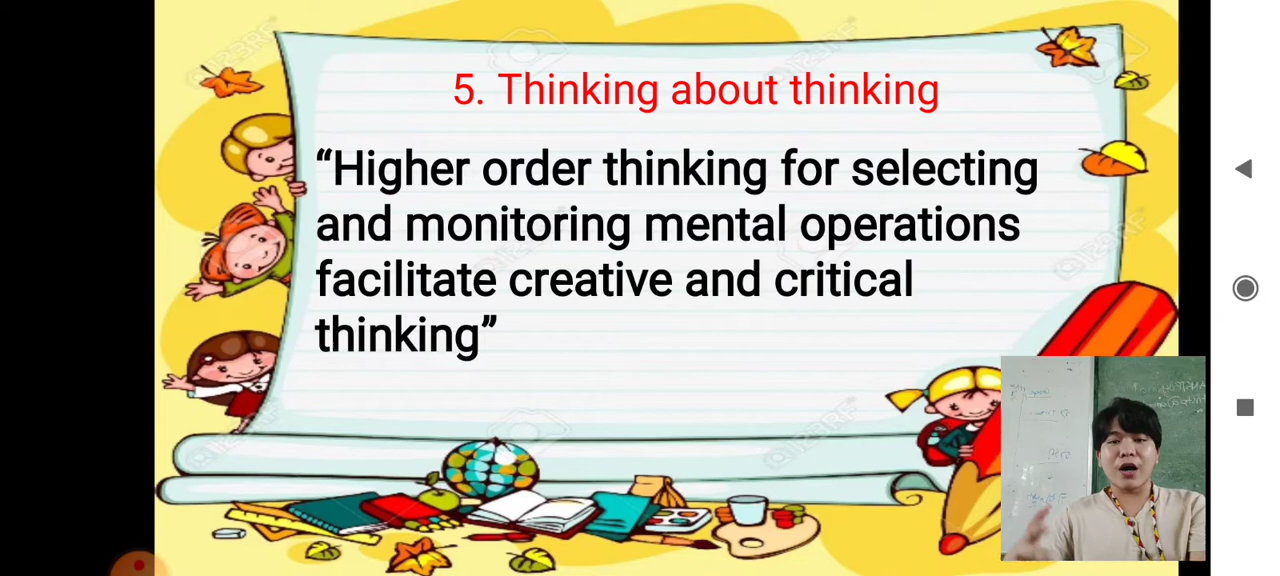 5. Thinking about thinking
“Higher order thinking for selecting
and monitoring mental operations
facilitate creative and critical
thinking”